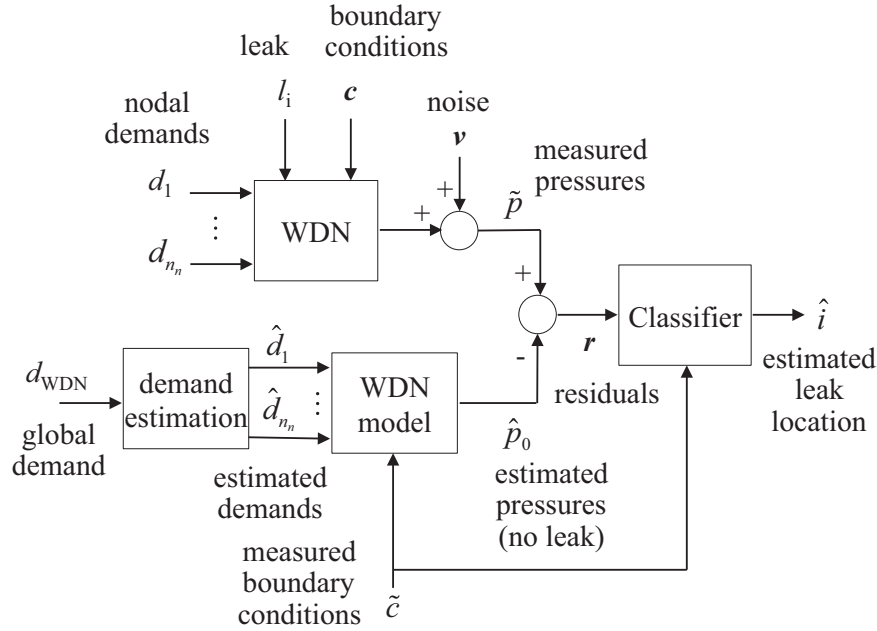 boundary
conditions
leak
l_i
c
noise
v
nodal
demands
measured
pressures
d_1
⋮
d_{n_n}
WDN
+
+
p̃
+
-
r
residuals
Classifier
î
estimated
leak
location
d_WDN
global
demand
demand
estimation
d̂_1
⋮
d̂_{n_n}
estimated
demands
WDN
model
p̂_0
estimated
pressures
(no leak)
measured
boundary
conditions
c̃